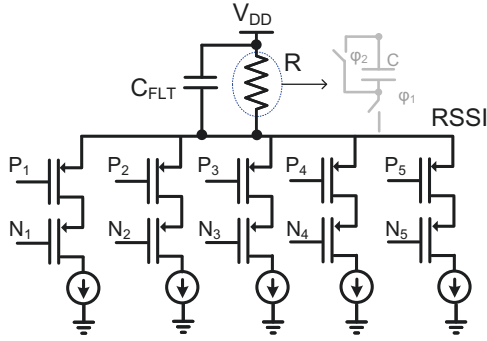 V_DD
C_FLT
R
φ2
C
φ1
RSSI
P1 P2 P3 P4 P5
N1 N2 N3 N4 N5